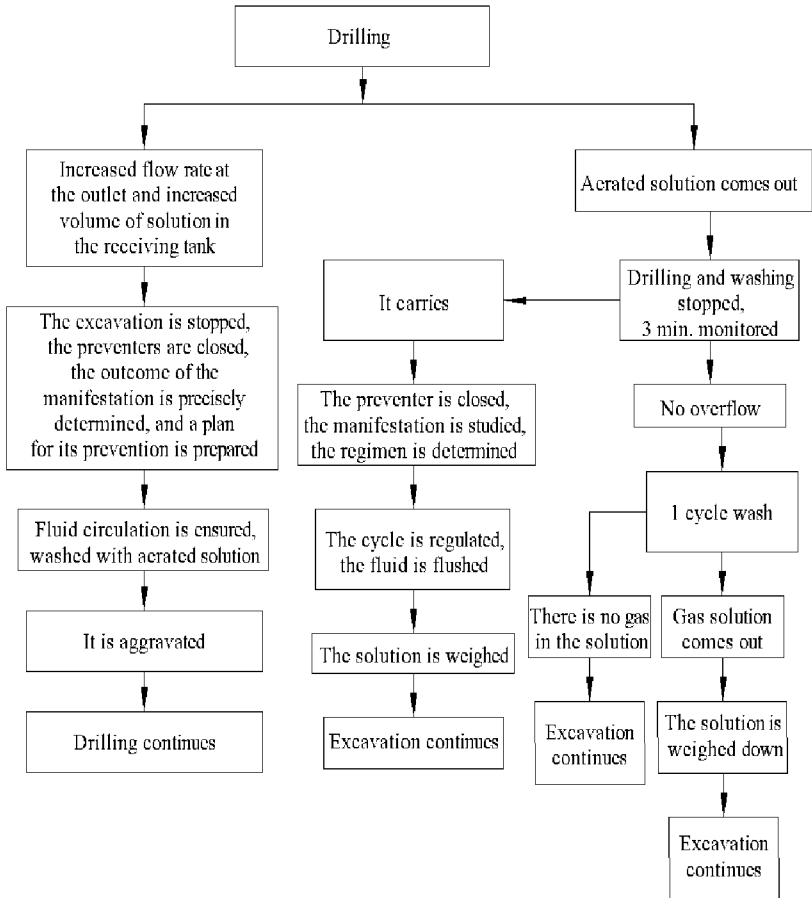 Drilling
Increased flow rate at
the outlet and increased
volume of solution in
the receiving tank
Aerated solution comes out
It carries
Drilling and washing
stopped,
3 min. monitored
The excavation is stopped,
the preventers are closed,
the outcome of the
manifestation is precisely
determined, and a plan
for its prevention is prepared
The preventer is closed,
the manifestation is studied,
the regimen is determined
No overflow
Fluid circulation is ensured,
washed with aerated solution
The cycle is regulated,
the fluid is flushed
1 cycle wash
It is aggravated
The solution is weighed
There is no gas
in the solution
Gas solution
comes out
Drilling continues
Excavation continues
Excavation
continues
The solution is
weighed down
Excavation
continues